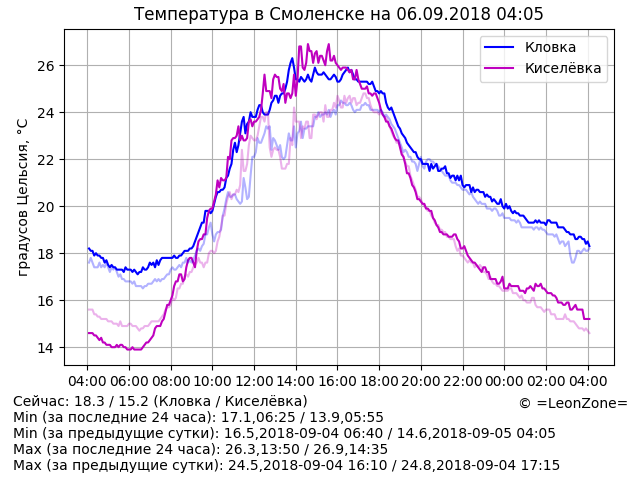 Температура в Смоленске на 06.09.2018 04:05
градусов Цельсия, °C
26
24
22
20
18
16
14
Кловка
Киселёвка
04:00 06:00 08:00 10:00 12:00 14:00 16:00 18:00 20:00 22:00 00:00 02:00 04:00
Сейчас: 18.3 / 15.2 (Кловка / Киселёвка)
© =LeonZone=
Min (за последние 24 часа): 17.1,06:25 / 13.9,05:55
Min (за предыдущие сутки): 16.5,2018-09-04 06:40 / 14.6,2018-09-05 04:05
Max (за последние 24 часа): 26.3,13:50 / 26.9,14:35
Max (за предыдущие сутки): 24.5,2018-09-04 16:10 / 24.8,2018-09-04 17:15